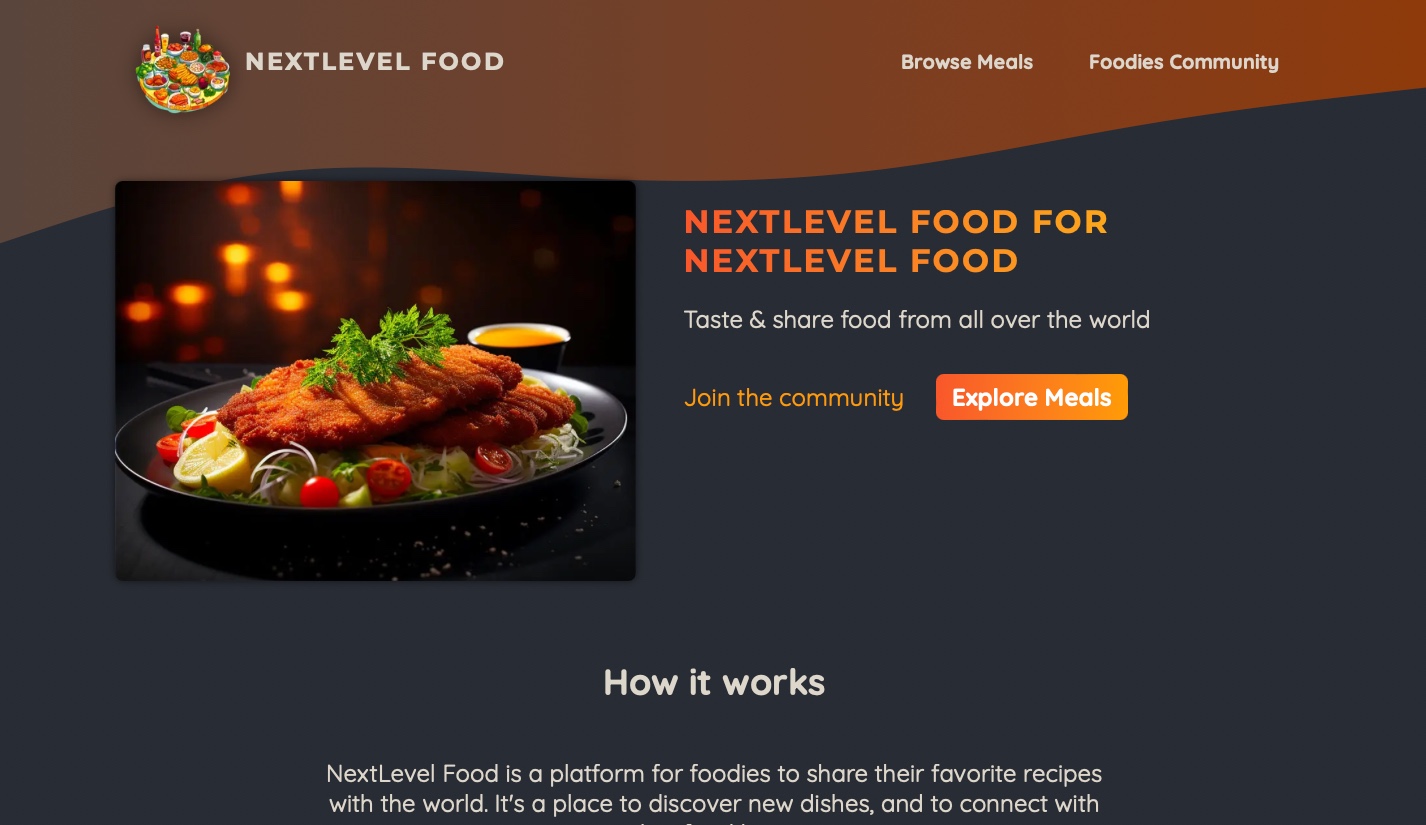 NEXTLEVEL FOOD
Browse Meals
Foodies Community
NEXTLEVEL FOOD FOR
NEXTLEVEL FOOD
Taste & share food from all over the world
Join the community
Explore Meals
How it works
NextLevel Food is a platform for foodies to share their favorite recipes
with the world. It's a place to discover new dishes, and to connect with